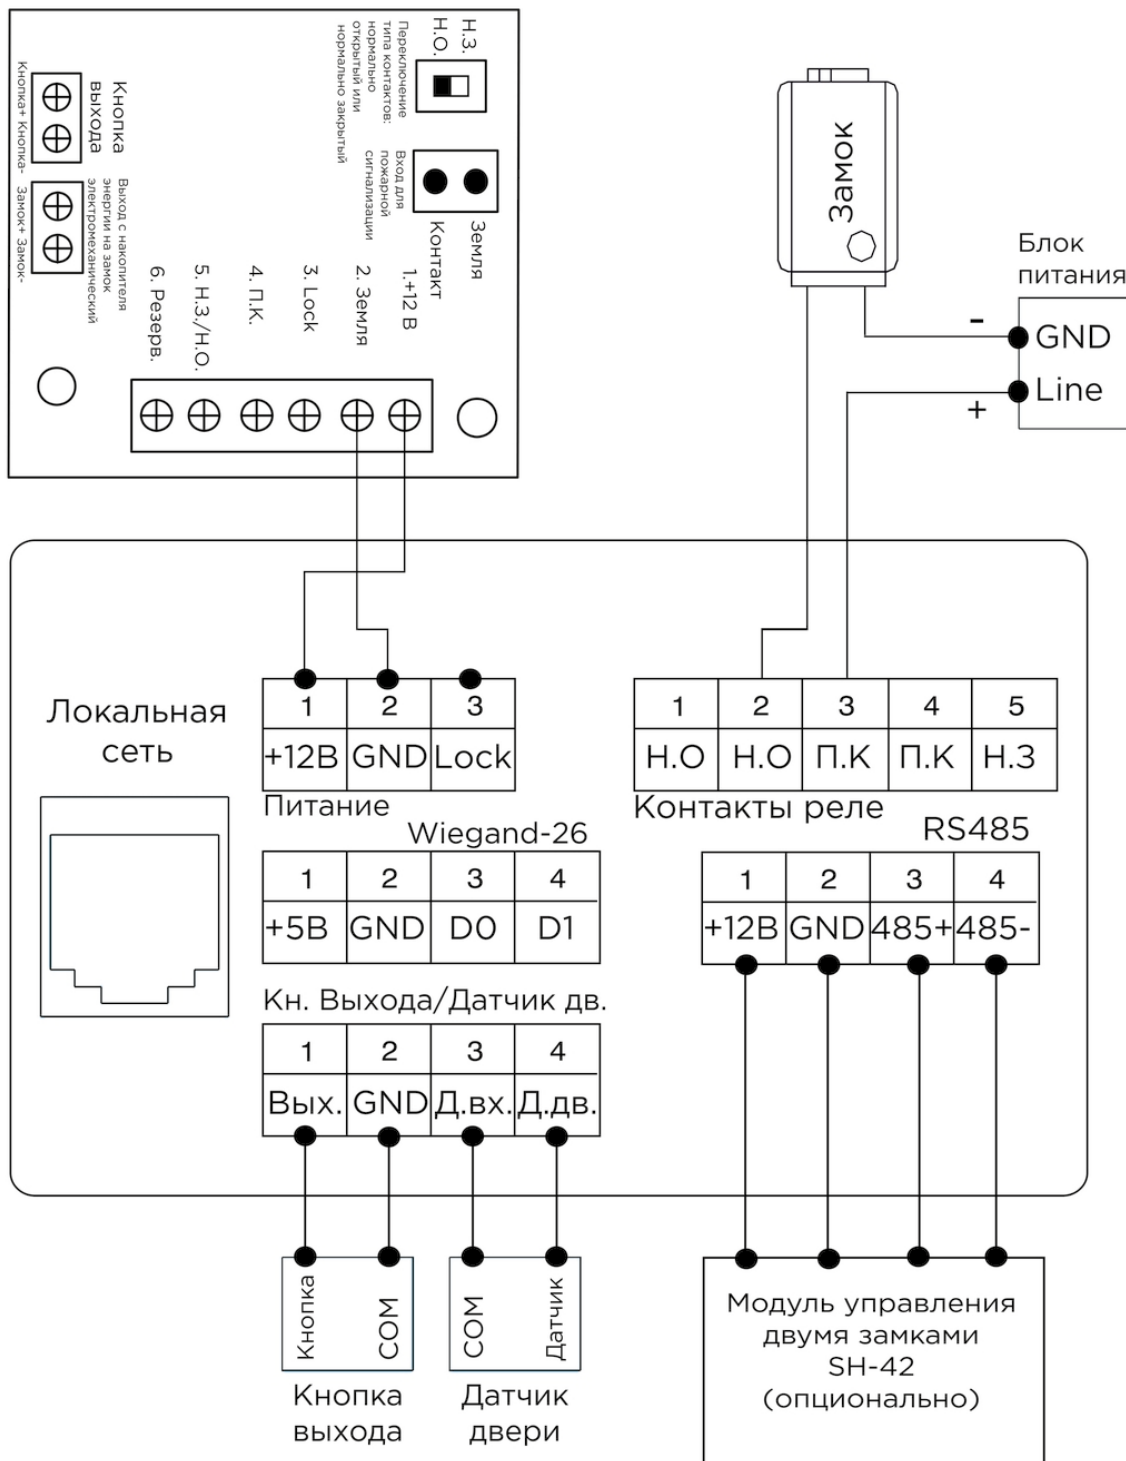 Н.З.
Н.О.
Переключение
типа контактов:
нормально
открытый или
нормально закрытый
Кнопка
выхода
Кнопка+ Кнопка-
Вход для
пожарной
сигнализации
Земля
Контакт
Выход с накопителя
энергии на замок
электромеханический
Замок+ Замок-
1.+12 В
2. Земля
3. Lock
4. П.К.
5. Н.З./Н.О.
6. Резерв.
Замок
Блок
питания
-
GND
Line
+
Локальная
сеть
1 2 3
+12В GND Lock
Питание
1 2 3 4 5
Н.О Н.О П.К П.К Н.З
Контакты реле
Wiegand-26
1 2 3 4
+5В GND D0 D1
RS485
1 2 3 4
+12В GND 485+ 485-
Кн. Выхода/Датчик дв.
1 2 3 4
Вых. GND Д.вх. Д.дв.
Кнопка
COM
COM
Датчик
Кнопка
выхода
Датчик
двери
Модуль управления
двумя замками
SH-42
(опционально)